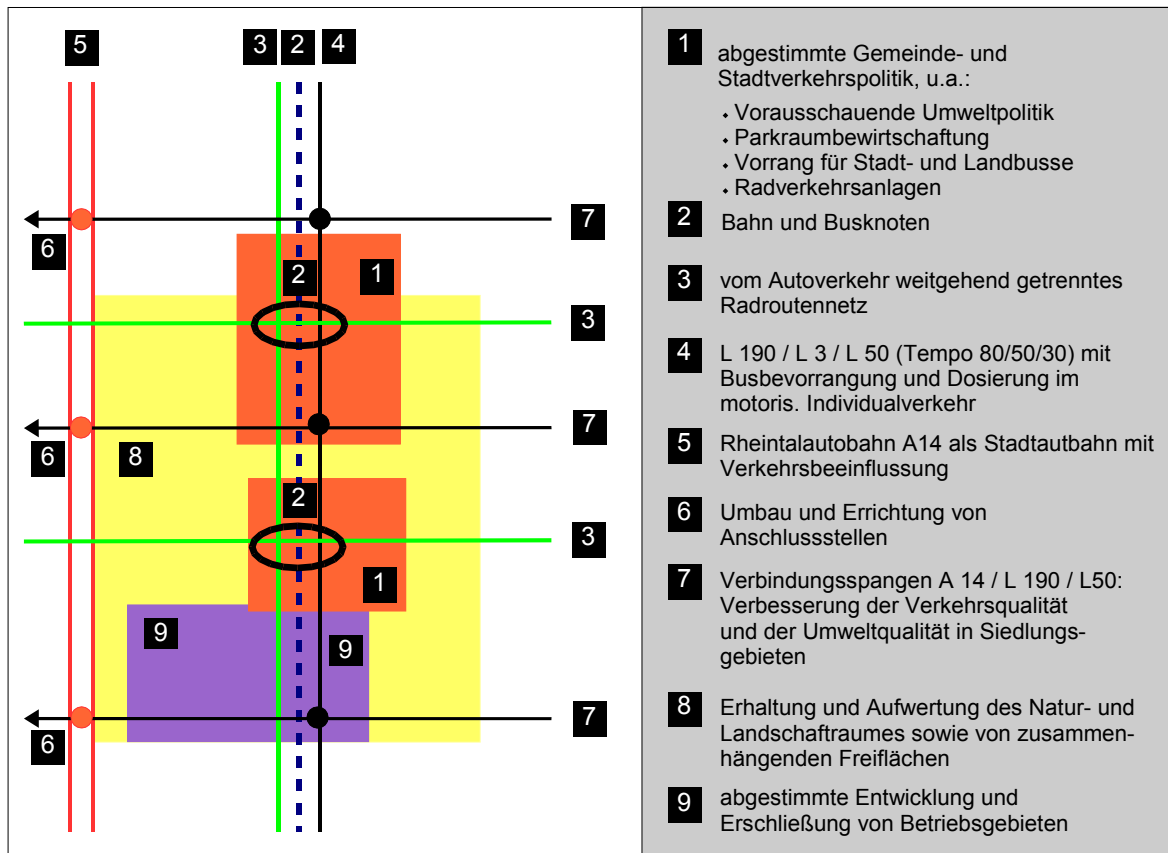 5
3 2 4
7
6
2
1
3
7
6
8
2
3
1
9
9
7
6
1 abgestimmte Gemeinde- und
Stadtverkehrspolitik, u.a.:
• Vorausschauende Umweltpolitik
• Parkraumbewirtschaftung
• Vorrang für Stadt- und Landbusse
• Radverkehrsanlagen
2 Bahn und Busknoten
3 vom Autoverkehr weitgehend getrenntes
Radroutennetz
4 L 190 / L 3 / L 50 (Tempo 80/50/30) mit
Busbevorrangung und Dosierung im
motoris. Individualverkehr
5 Rheintalautobahn A14 als Stadtautbahn mit
Verkehrsbeeinflussung
6 Umbau und Errichtung von
Anschlussstellen
7 Verbindungsspangen A 14 / L 190 / L50:
Verbesserung der Verkehrsqualität
und der Umweltqualität in Siedlungs-
gebieten
8 Erhaltung und Aufwertung des Natur- und
Landschaftraumes sowie von zusammen-
hängenden Freiflächen
9 abgestimmte Entwicklung und
Erschließung von Betriebsgebieten